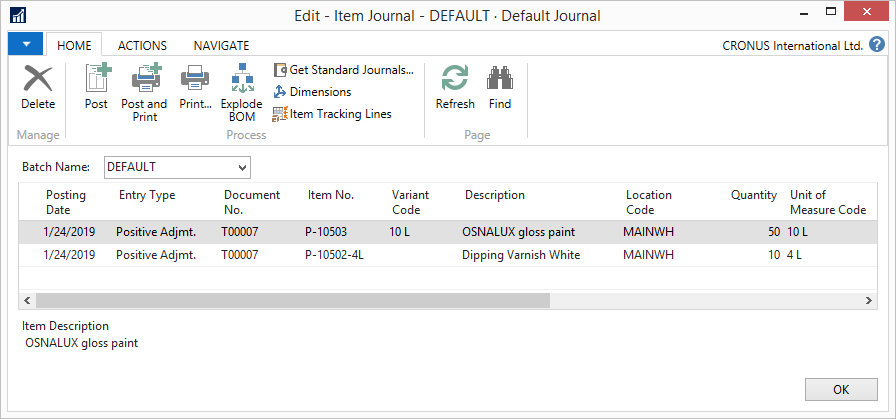 Edit - Item Journal - DEFAULT · Default Journal
HOME ACTIONS NAVIGATE CRONUS International Ltd. ?
Delete Post Post and Print Print... Explode BOM Get Standard Journals... Dimensions Item Tracking Lines Refresh Find
Manage Process Page
Batch Name: DEFAULT
Posting Date Entry Type Document No. Item No. Variant Code Description Location Code Quantity Unit of Measure Code
1/24/2019 Positive Adjmt. T00007 P-10503 10 L OSNALUX gloss paint MAINWH 50 10 L
1/24/2019 Positive Adjmt. T00007 P-10502-4L Dipping Varnish White MAINWH 10 4 L
Item Description
OSNALUX gloss paint
OK